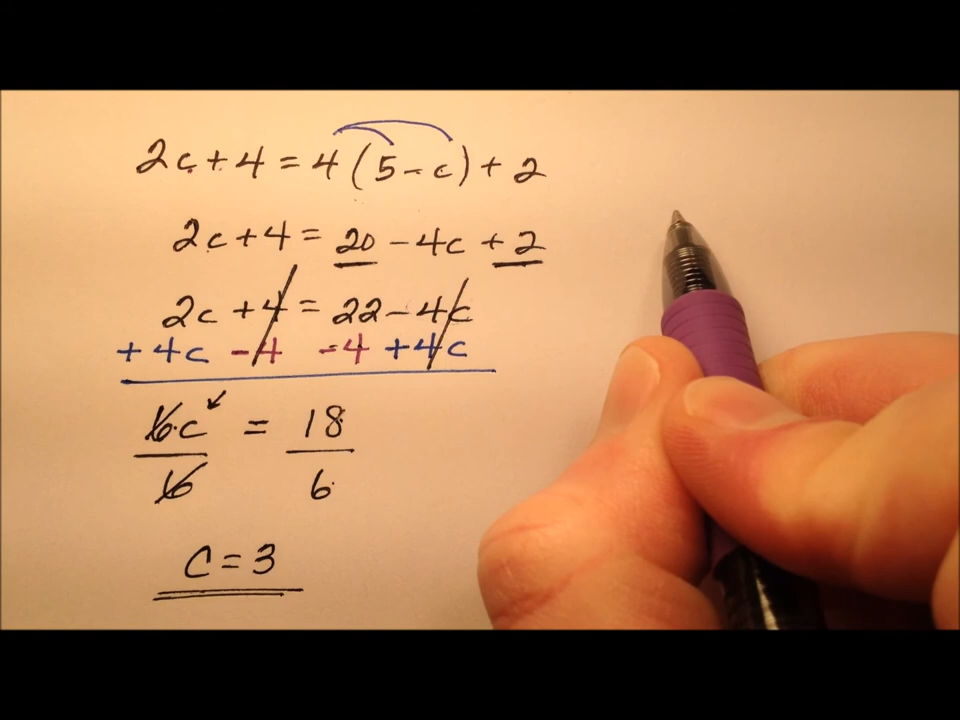 2c + 4 = 4 ( 5 - c ) + 2
2c + 4 = 20 - 4c + 2
2c + 4 = 22 - 4c
+ 4c - 4 - 4 + 4c
6·c = 18
6 6
c = 3